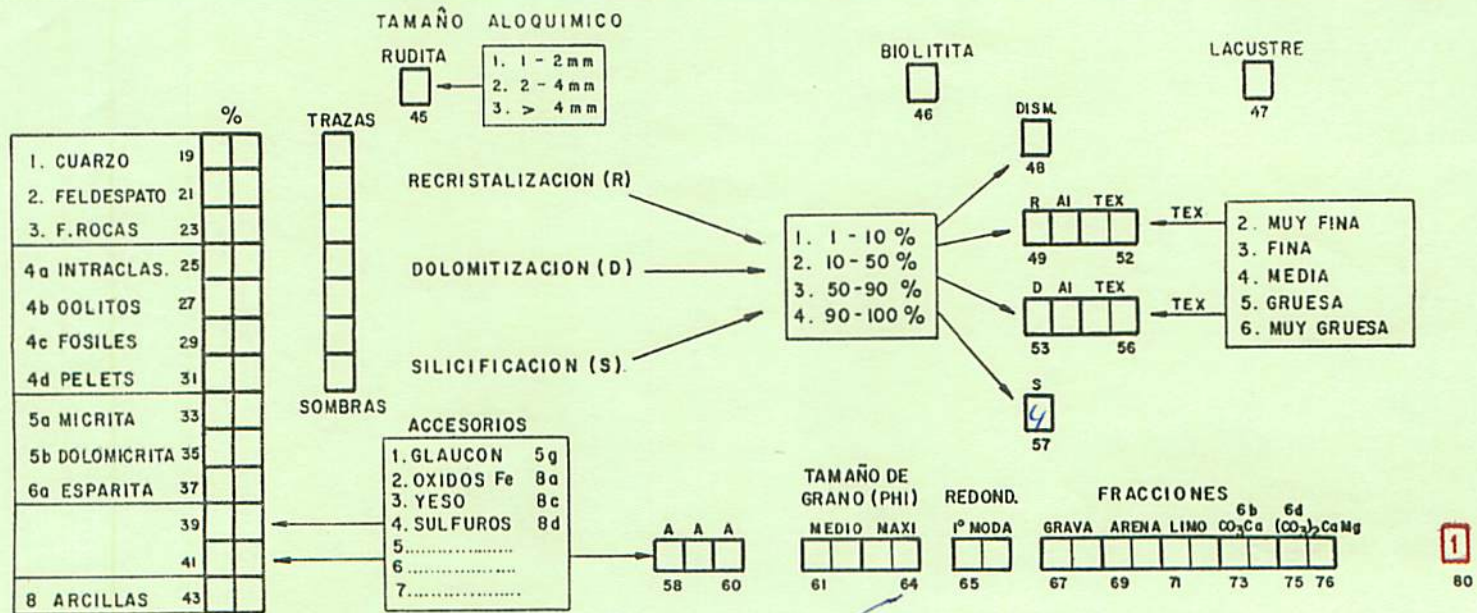 TAMAÑO ALOQUIMICO
RUDITA
45
1. 1 - 2 mm
2. 2 - 4 mm
3. > 4 mm
BIOLITITA
46
LACUSTRE
47
%
1. CUARZO 19
2. FELDESPATO 21
3. F.ROCAS 23
4a INTRACLAS. 25
4b OOLITOS 27
4c FOSILES 29
4d PELETS 31
5a MICRITA 33
5b DOLOMICRITA 35
6a ESPARITA 37
39
41
8 ARCILLAS 43
TRAZAS
SOMBRAS
RECRISTALIZACION (R)
DOLOMITIZACION (D)
SILICIFICACION (S).
1. 1 - 10 %
2. 10 - 50 %
3. 50 - 90 %
4. 90 - 100 %
DISM.
48
R AI TEX
49 52
D AI TEX
53 56
S
4
57
TEX
TEX
2. MUY FINA
3. FINA
4. MEDIA
5. GRUESA
6. MUY GRUESA
ACCESORIOS
1. GLAUCON 5g
2. OXIDOS Fe 8a
3. YESO 8c
4. SULFUROS 8d
5...................
6...................
7...................
A A A
58 60
TAMAÑO DE
GRANO (PHI)
MEDIO MAXI
61 64
REDOND.
1º MODA
65
FRACCIONES
6b 6d
GRAVA ARENA LIMO CO3Ca (CO3)2CaMg
67 69 71 73 75 76
1
80